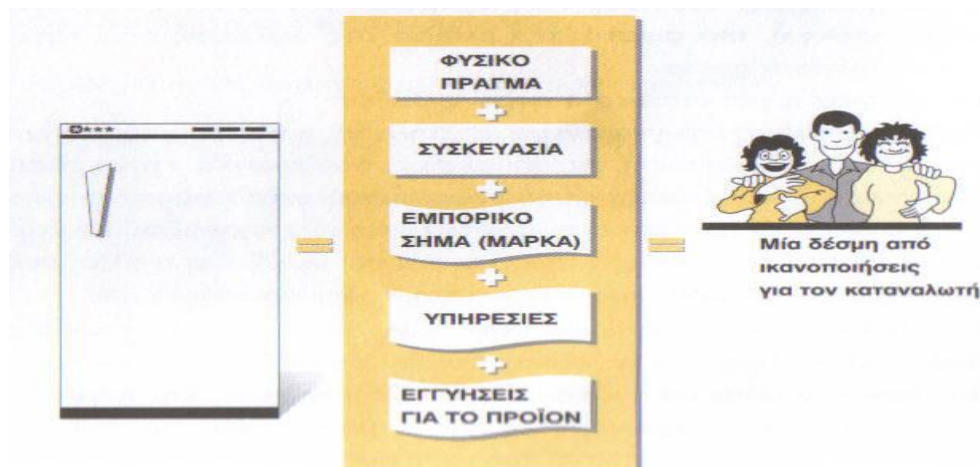 ΦΥΣΙΚΟ
ΠΡΑΓΜΑ
+
ΣΥΣΚΕΥΑΣΙΑ
+
ΕΜΠΟΡΙΚΟ
ΣΗΜΑ (ΜΑΡΚΑ)
+
ΥΠΗΡΕΣΙΕΣ
+
ΕΓΓΥΗΣΕΙΣ
ΓΙΑ ΤΟ ΠΡΟΪΟΝ
=
=
Μία δέσμη από
ικανοποιήσεις
για τον καταναλωτή